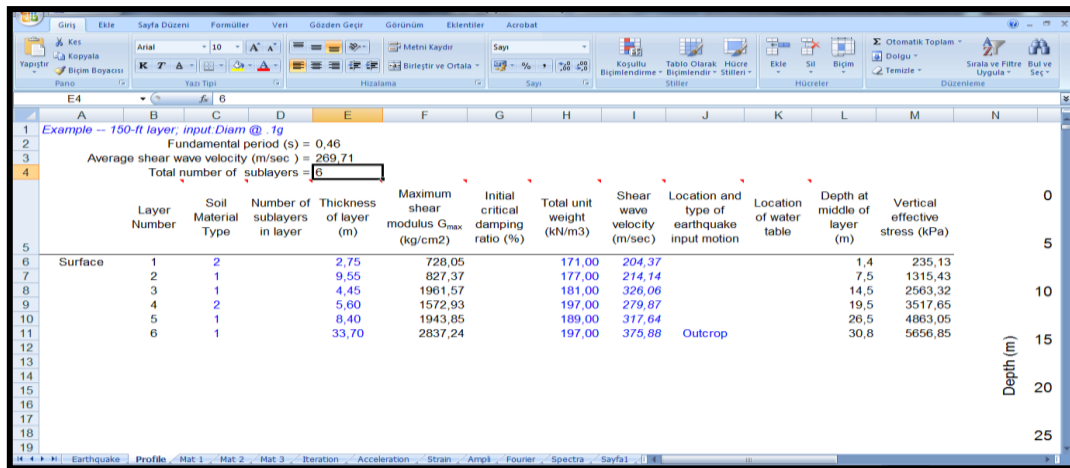 Giriş Ekle Sayfa Düzeni Formüller Veri Gözden Geçir Görünüm Eklentiler Acrobat
Kes
Kopyala
Biçim Boyacısı
Yapıştır
Pano
Arial 10
K T A
Yazı Tipi
Metni Kaydır
Birleştir ve Ortala
Hizalama
Sayı
% ,00
Sayı
Koşullu Biçimlendirme
Tablo Olarak Biçimlendir
Hücre Stilleri
Stiller
Ekle Sil Biçim
Hücreler
Σ Otomatik Toplam
Dolgu
Temizle
Sırala ve Filtre Uygula
Bul ve Seç
Düzenleme
E4 fx 6
A B C D E F G H I J K L M N
1 Example -- 150-ft layer; input:Diam @ .1g
2 Fundamental period (s) = 0,46
3 Average shear wave velocity (m/sec ) = 269,71
4 Total number of sublayers = 6
5 Layer Number Soil Material Type Number of sublayers in layer Thickness of layer (m) Maximum shear modulus Gmax (kg/cm2) Initial critical damping ratio (%) Total unit weight (kN/m3) Shear wave velocity (m/sec) Location and type of earthquake input motion Location of water table Depth at middle of layer (m) Vertical effective stress (kPa)
6 Surface 1 2 2,75 728,05 171,00 204,37 1,4 235,13
7 2 1 9,55 827,37 177,00 214,14 7,5 1315,43
8 3 1 4,45 1961,57 181,00 326,06 14,5 2563,32
9 4 2 5,60 1572,93 197,00 279,87 19,5 3517,65
10 5 1 8,40 1943,85 189,00 317,64 26,5 4863,05
11 6 1 33,70 2837,24 197,00 375,88 Outcrop 30,8 5656,85
12
13
14
15
16
17
18
19
0
5
10
15
20
25
Depth (m)
Earthquake Profile Mat 1 Mat 2 Mat 3 Iteration Acceleration Strain Ampli Fourier Spectra Sayfa1